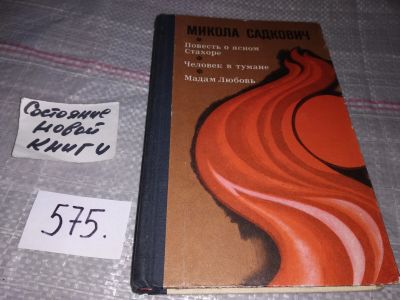 МИКОЛА САДКОВИЧ
Повесть о ясном
Стахоре
Человек в тумане
Мадам Любовь
Состояние
новой
книги
575.